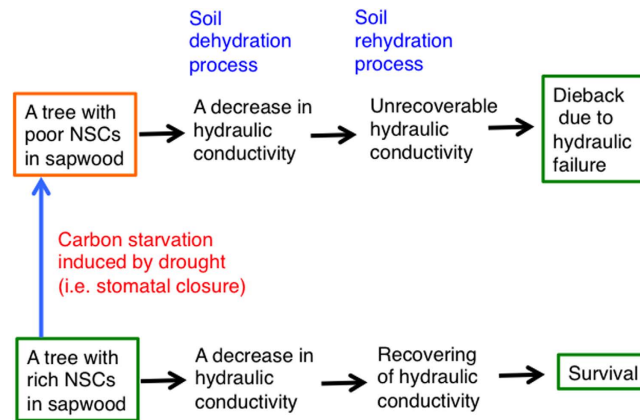 Soil
dehydration
process
Soil
rehydration
process
A tree with
poor NSCs
in sapwood
A decrease in
hydraulic
conductivity
Unrecoverable
hydraulic
conductivity
Dieback
due to
hydraulic
failure
Carbon starvation
induced by drought
(i.e. stomatal closure)
A tree with
rich NSCs
in sapwood
A decrease in
hydraulic
conductivity
Recovering
of hydraulic
conductivity
Survival